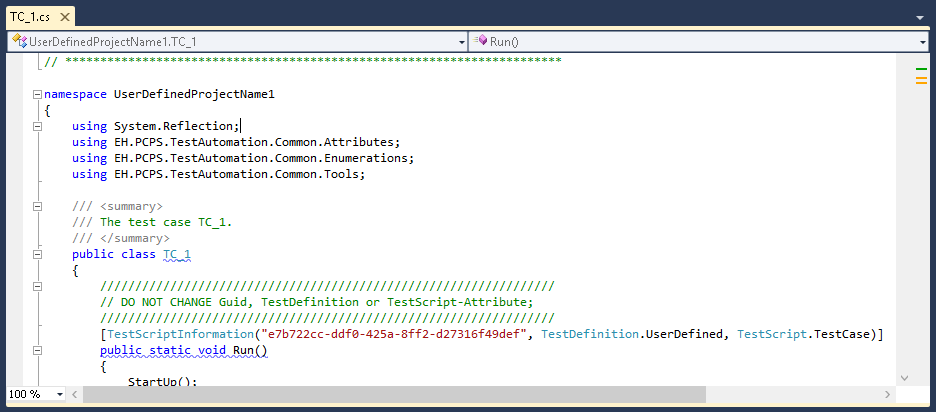 TC_1.cs
UserDefinedProjectName1.TC_1 Run()
// ***********************************************************************
namespace UserDefinedProjectName1
{
using System.Reflection;
using EH.PCPS.TestAutomation.Common.Attributes;
using EH.PCPS.TestAutomation.Common.Enumerations;
using EH.PCPS.TestAutomation.Common.Tools;
/// <summary>
/// The test case TC_1.
/// </summary>
public class TC_1
{
/////////////////////////////////////////////////////////////////
// DO NOT CHANGE Guid, TestDefinition or TestScript-Attribute;
/////////////////////////////////////////////////////////////////
[TestScriptInformation("e7b722cc-ddf0-425a-8ff2-d27316f49def", TestDefinition.UserDefined, TestScript.TestCase)]
public static void Run()
{
StartUp();
100 %